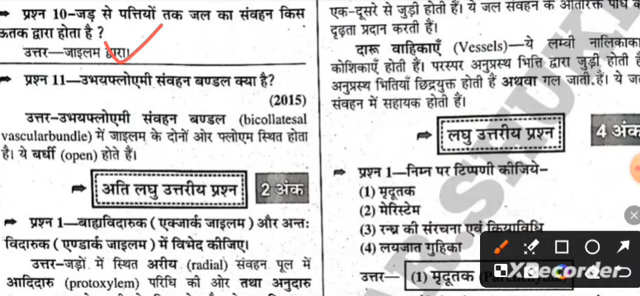 ➡ प्रश्न 10–जड़ से पत्तियों तक जल का संवहन किस
ऊतक द्वारा होता है ?
उत्तर—जाइलम द्वारा।
➡ प्रश्न 11–उभयफ्लोएमी संवहन बण्डल क्या है?
(2015)
उत्तर–उभयफ्लोएमी संवहन बण्डल (bicollatesal
vascularbundle) में जाइलम के दोनों ओर फ्लोएम स्थित होता
है। ये बर्धी (open) होते हैं।
➡ अति लघु उत्तरीय प्रश्न 2 अंक
➡ प्रश्न 1–बाह्यविदारुक ( एक्जार्क जाइलम ) और अन्तः
विदारुक ( एण्डार्क जाइलम ) में विभेद कीजिए।
उत्तर–जड़ों में स्थित अरीय (radial) संवहन पूल में
आदिदारु (protoxylem) परिधि की ओर तथा अनुदारु
एक-दूसरे से जुड़ी होती हैं। ये जल संवहन के अतिरिक्त पौधे क
दृढ़ता प्रदान करती हैं।
दारू वाहिकाएँ (Vessels)—ये लम्वी नालिकाका
कोशिकाएँ होती हैं। परस्पर अनुप्रस्थ भित्ति द्वारा जुड़ी होती है
अनुप्रस्थ भितियाँ छिद्रयुक्त होती हैं अथवा गल जाती हैं। ये ज
संवहन में सहायक होती हैं।
➡ लघु उत्तरीय प्रश्न 4 अंक
➡ प्रश्न 1—निम्न पर टिप्पणी कीजिये–
(1) मृदूतक
(2) मेरिस्टेम
(3) रन्ध्र की संरचना एवं क्रियाविधि
(4) लयजात गुहिका
उत्तर— (1) मृदूतक
XRecorder